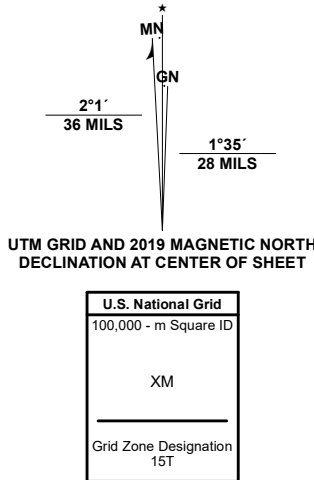 MN
GN
2°1´
36 MILS
1°35´
28 MILS
UTM GRID AND 2019 MAGNETIC NORTH
DECLINATION AT CENTER OF SHEET
U.S. National Grid
100,000 - m Square ID
XM
Grid Zone Designation
15T